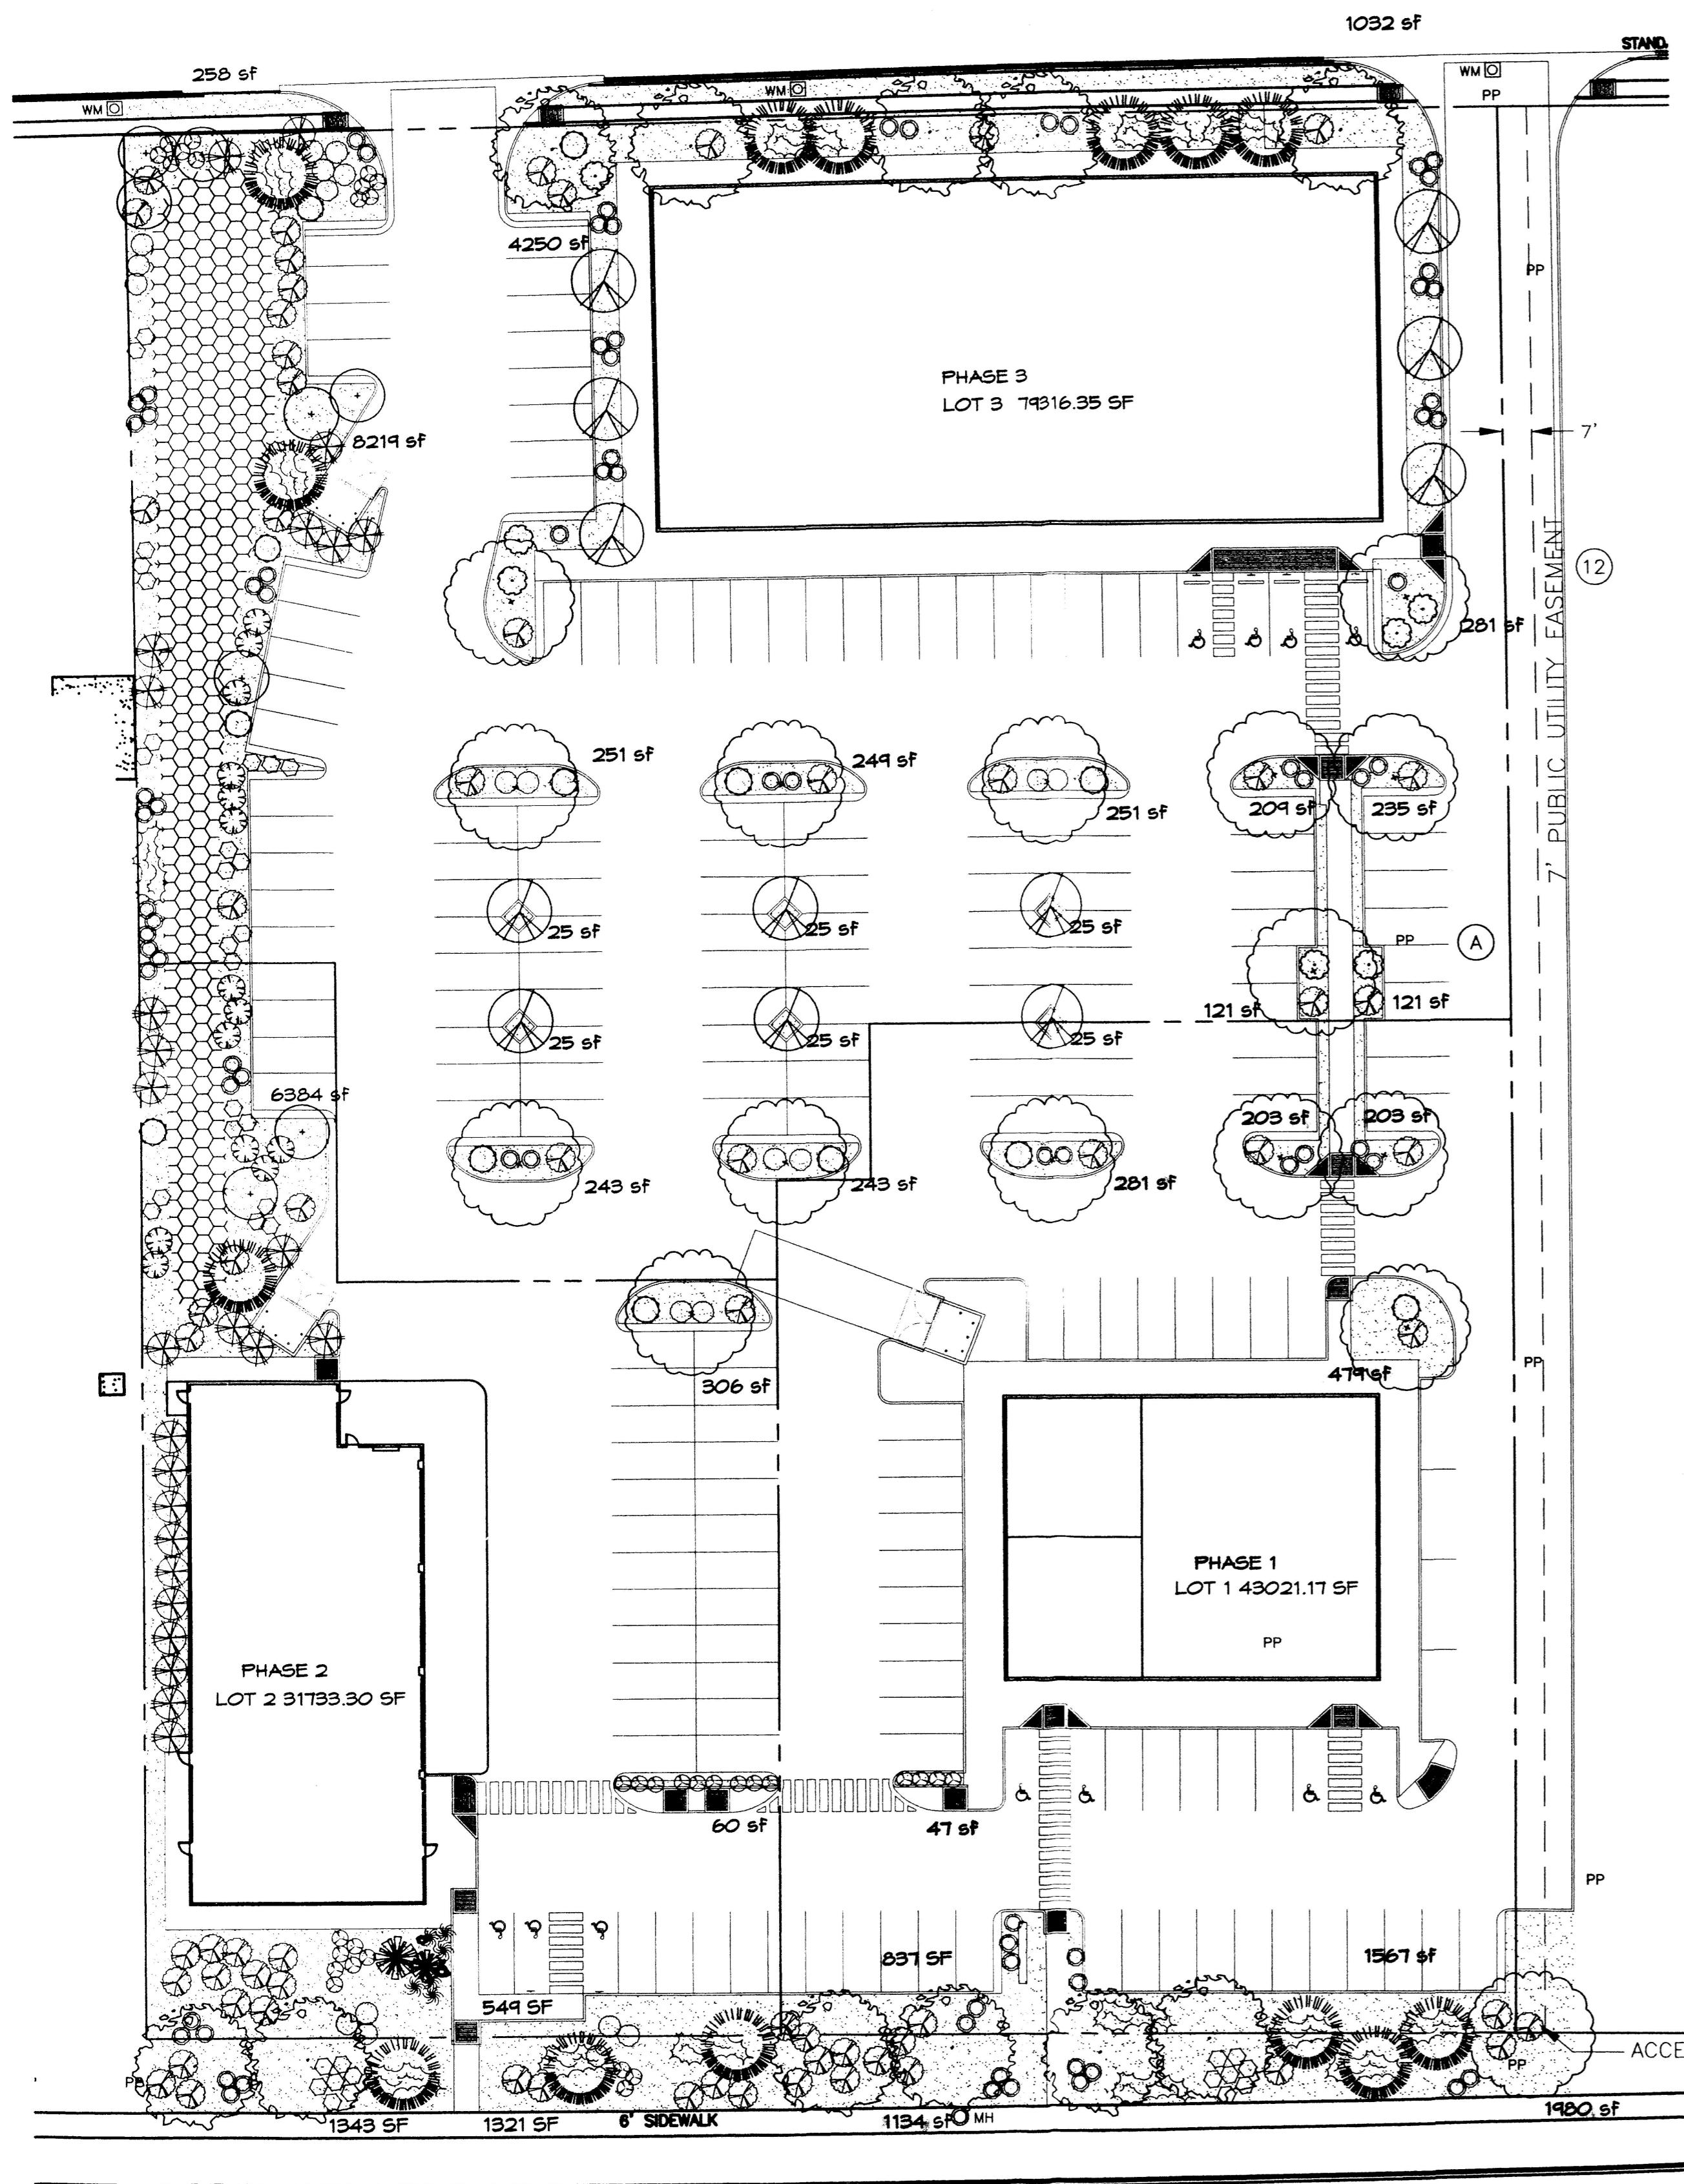 1032 sf
STAND.
258 sf
WM
WM
WM
PP
4250 sf
PP
PHASE 3
LOT 3 79316.35 SF
7'
8219 sf
7' PUBLIC UTILITY EASEMENT
12
281 sf
251 sf
249 sf
251 sf
209 sf
235 sf
25 sf
25 sf
25 sf
PP
A
121 sf
121 sf
25 sf
25 sf
25 sf
6384 sf
203 sf
203 sf
243 sf
243 sf
281 sf
PP
479 sf
306 sf
PHASE 1
LOT 1 43021.17 SF
PP
PHASE 2
LOT 2 31733.30 SF
60 sf
47 sf
PP
837 SF
1567 sf
549 SF
ACCE
PP
PP
1343 SF
1321 SF
6' SIDEWALK
1134 sf
MH
1980 sf